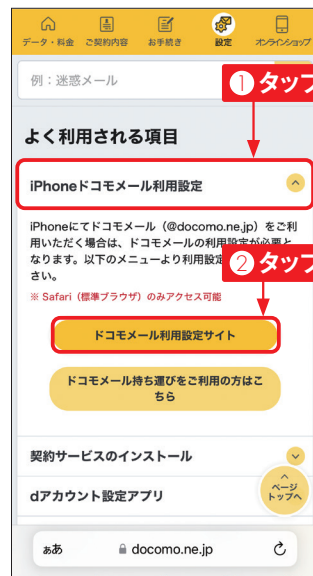 データ・料金 ご契約内容 お手続き 設定 オンラインショップ
例：迷惑メール
① タップ
よく利用される項目
iPhoneドコモメール利用設定
iPhoneにてドコモメール（@docomo.ne.jp）をご利
用いただく場合は、ドコモメールの利用設定が必要と
なります。以下のメニューより利用設定
さい。
② タップ
※ Safari（標準ブラウザ）のみアクセス可能
ドコモメール利用設定サイト
ドコモメール持ち運びをご利用の方はこ
ちら
契約サービスのインストール
dアカウント設定アプリ
ページ
トップへ
ぁあ docomo.ne.jp